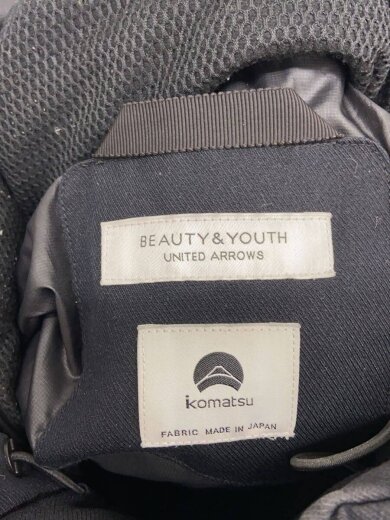 BEAUTY&YOUTH
UNITED ARROWS
komatsu
FABRIC MADE IN JAPAN